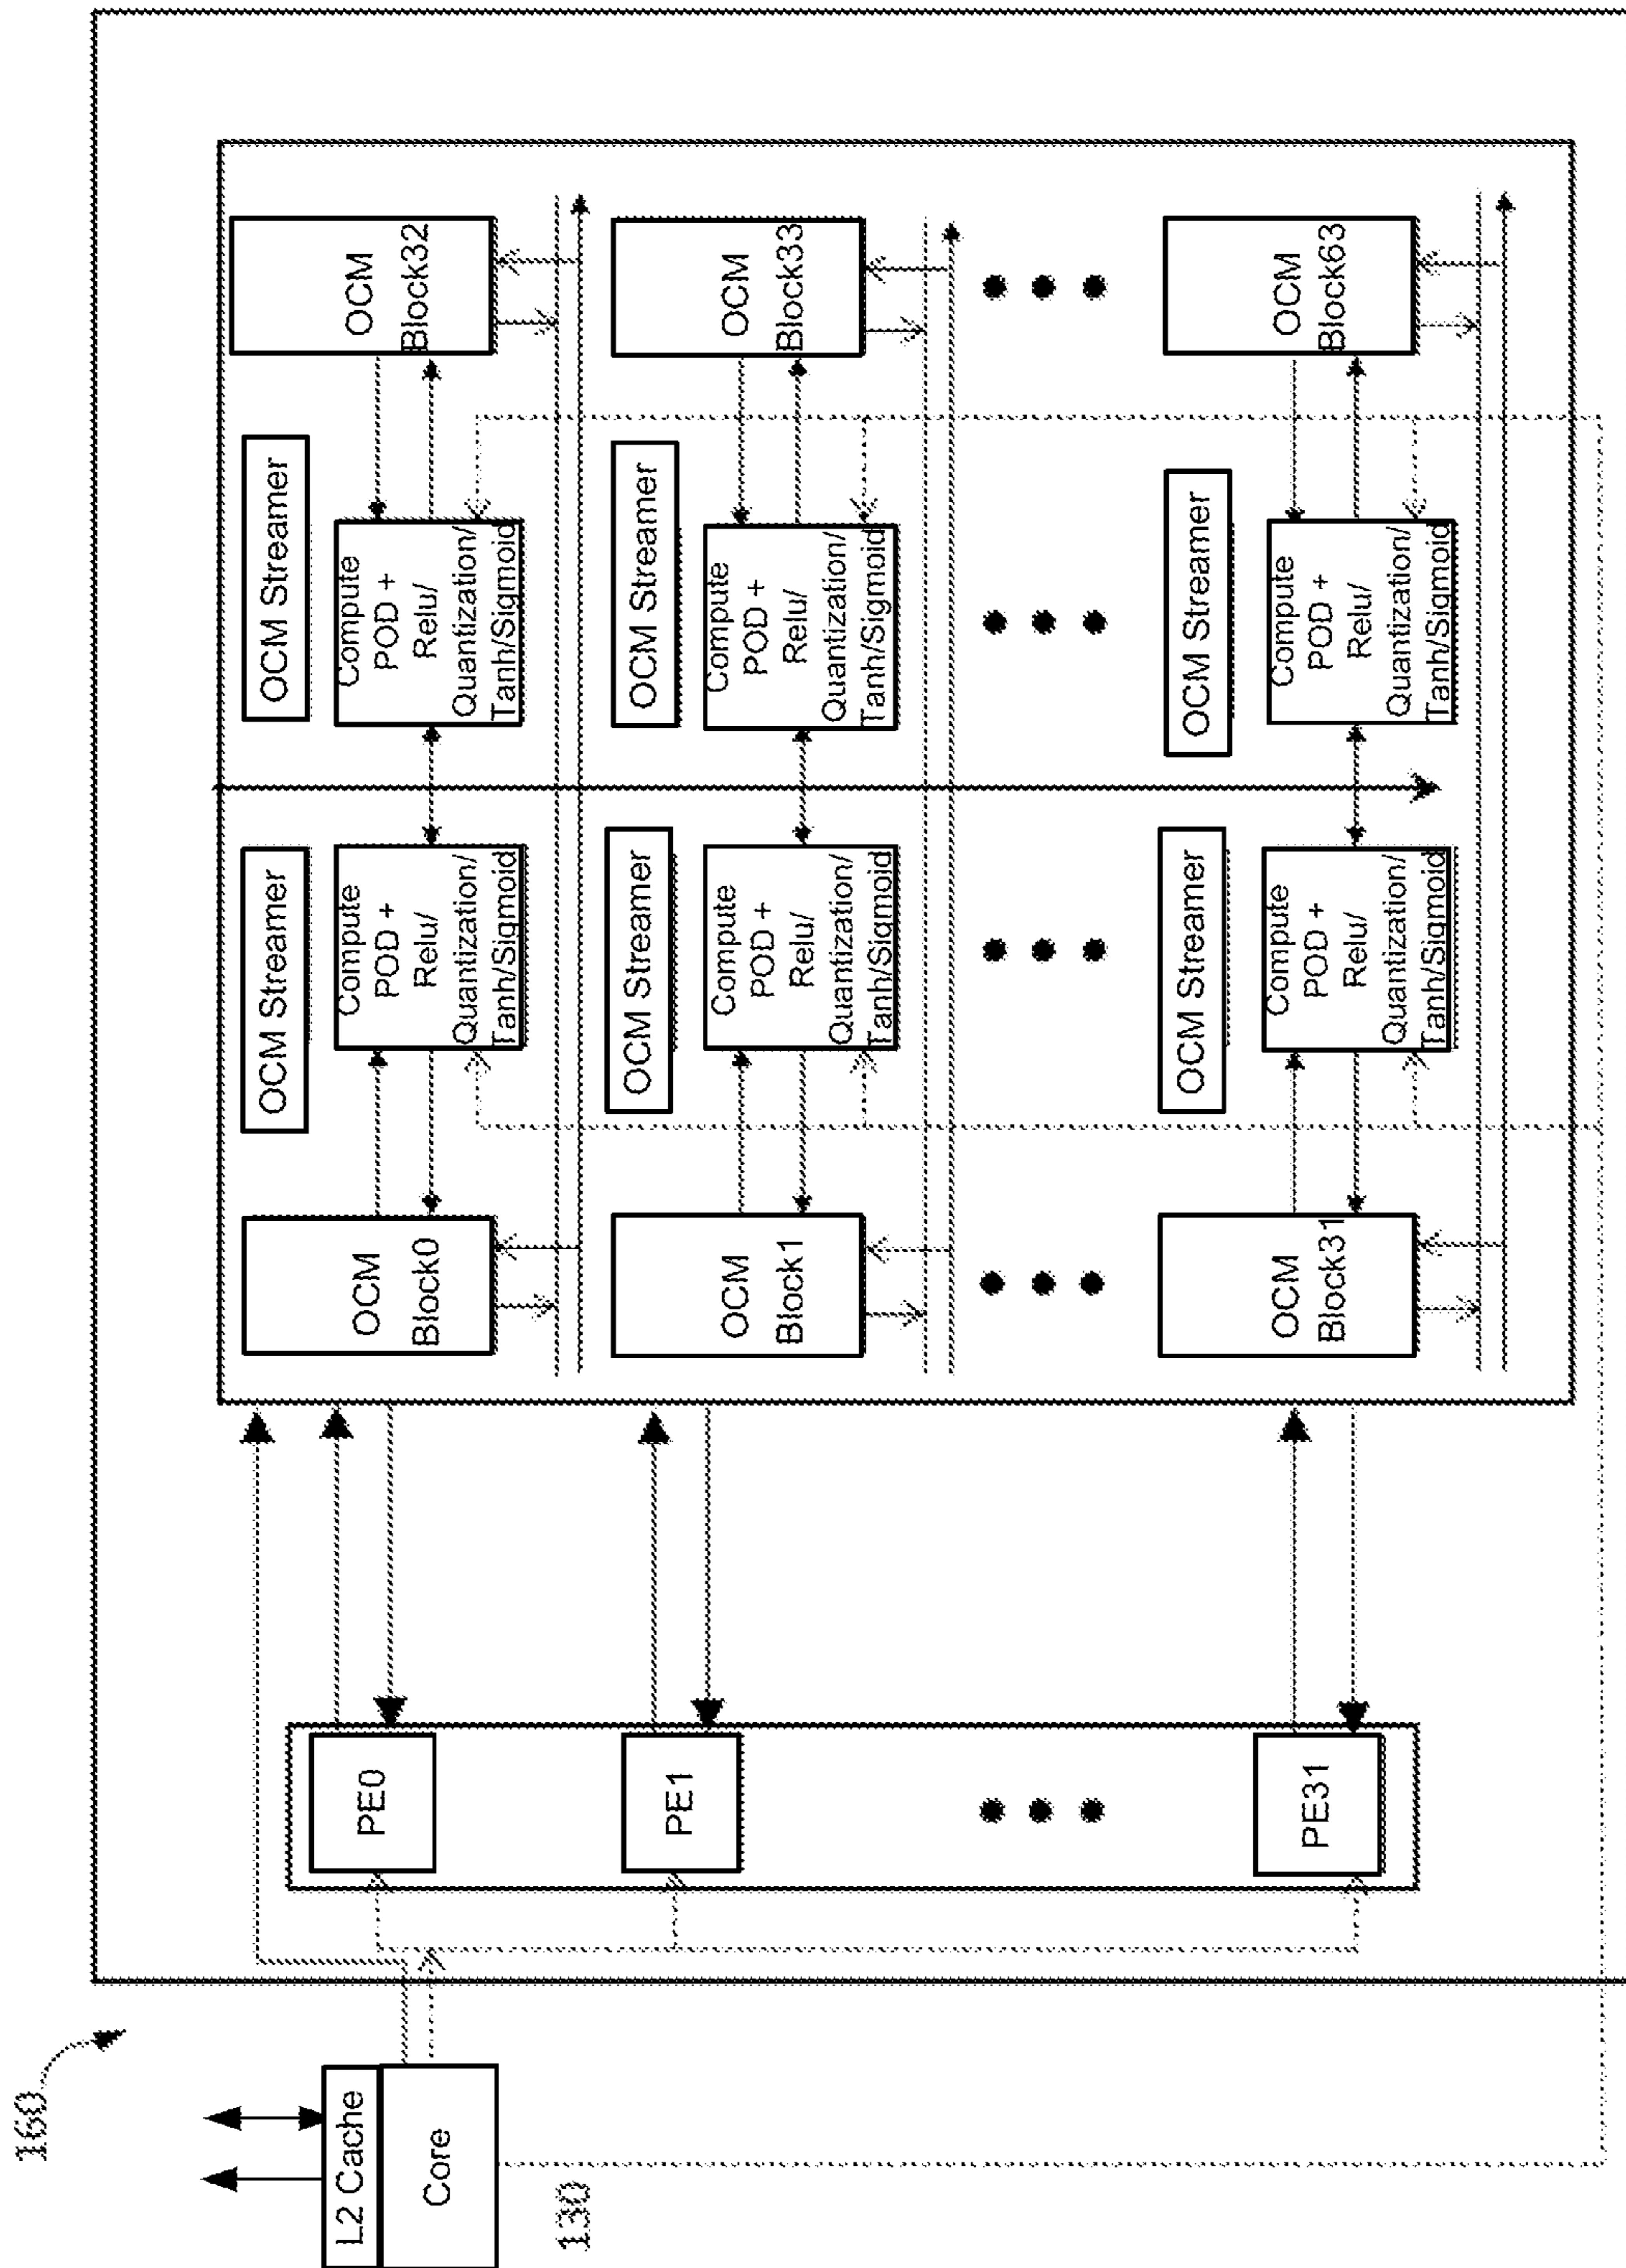 160
L2 Cache
Core
130
PE0
PE1
PE31
OCM
Block0
OCM Streamer
Compute
POD +
Relu/
Quantization/
Tanh/Sigmoid
OCM Streamer
Compute
POD +
Relu/
Quantization/
Tanh/Sigmoid
OCM
Block32
OCM
Block1
OCM Streamer
Compute
POD +
Relu/
Quantization/
Tanh/Sigmoid
OCM Streamer
Compute
POD +
Relu/
Quantization/
Tanh/Sigmoid
OCM
Block33
OCM
Block31
OCM Streamer
Compute
POD +
Relu/
Quantization/
Tanh/Sigmoid
OCM Streamer
Compute
POD +
Relu/
Quantization/
Tanh/Sigmoid
OCM
Block63